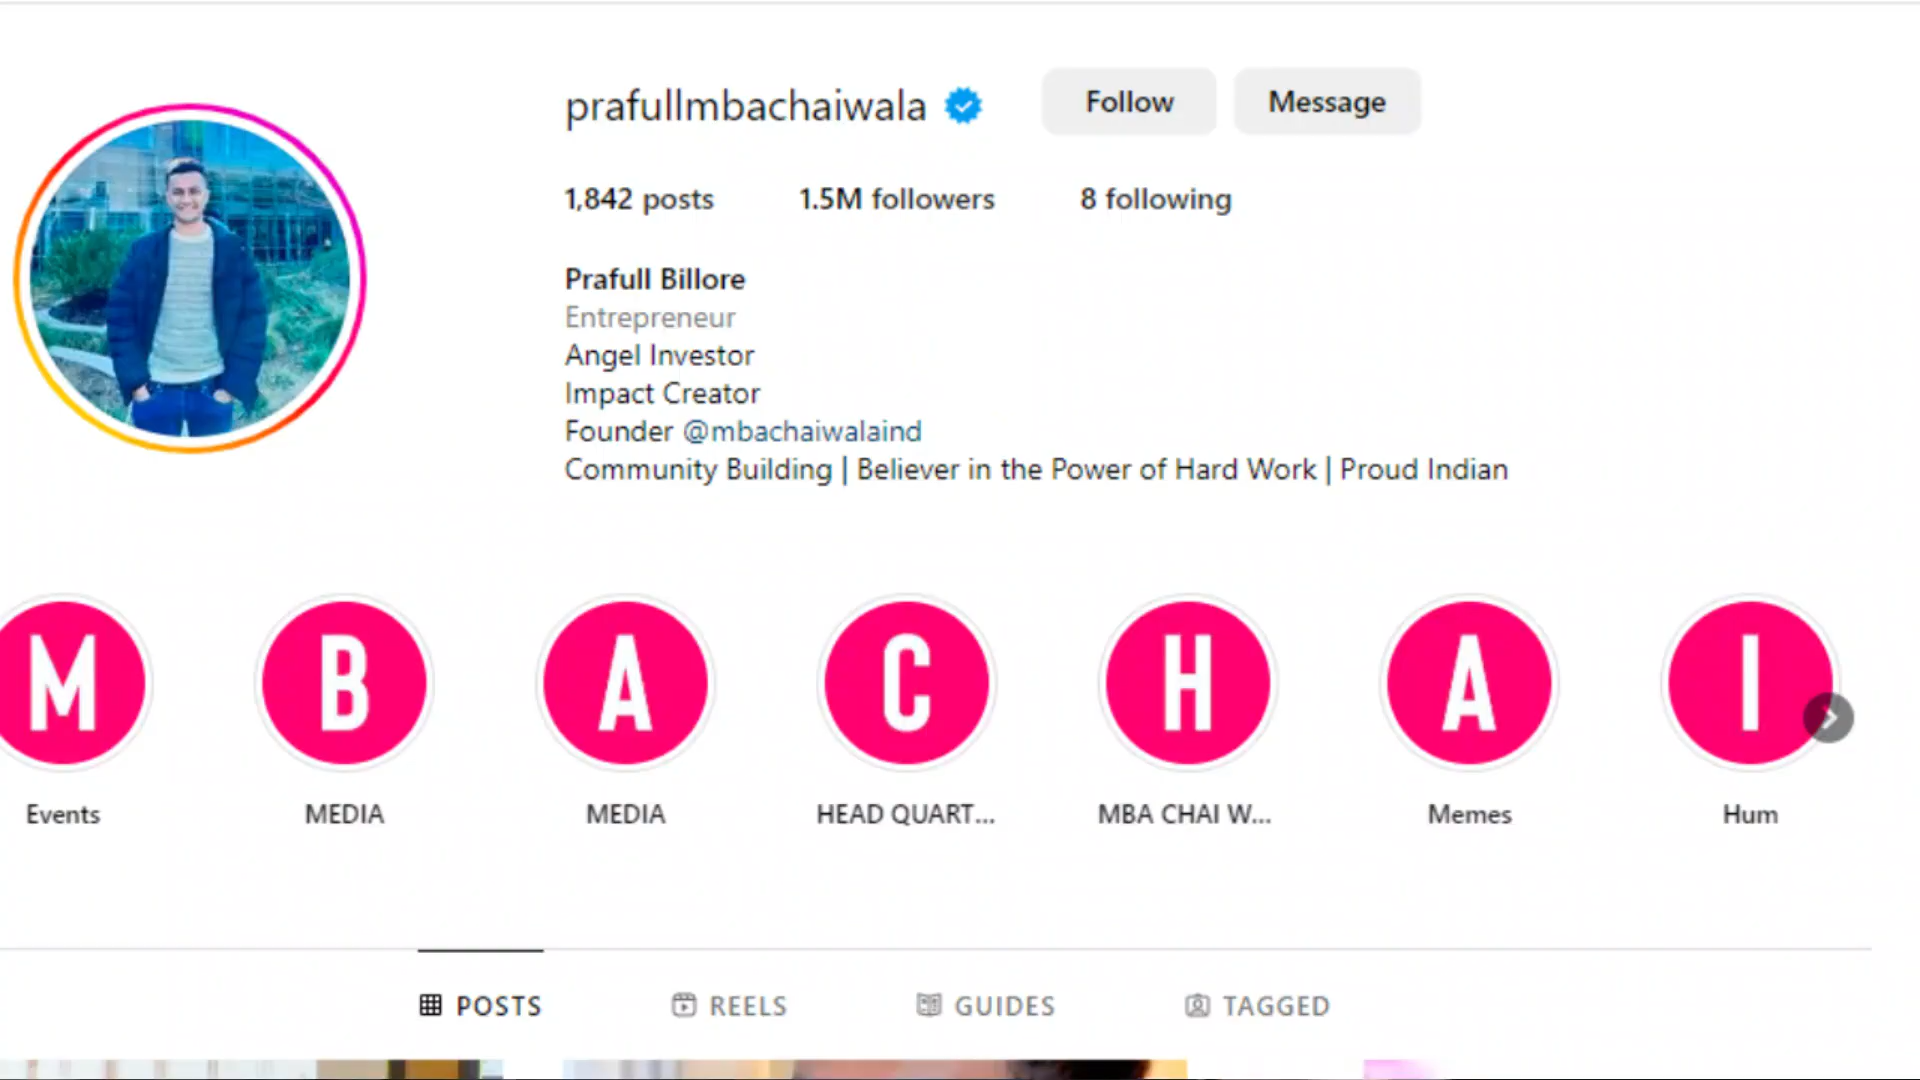 prafullmbachaiwala Follow Message
1,842 posts 1.5M followers 8 following
Prafull Billore
Entrepreneur
Angel Investor
Impact Creator
Founder @mbachaiwalaind
Community Building | Believer in the Power of Hard Work | Proud Indian
M B A C H A I
Events MEDIA MEDIA HEAD QUART... MBA CHAI W... Memes Hum
POSTS REELS GUIDES TAGGED